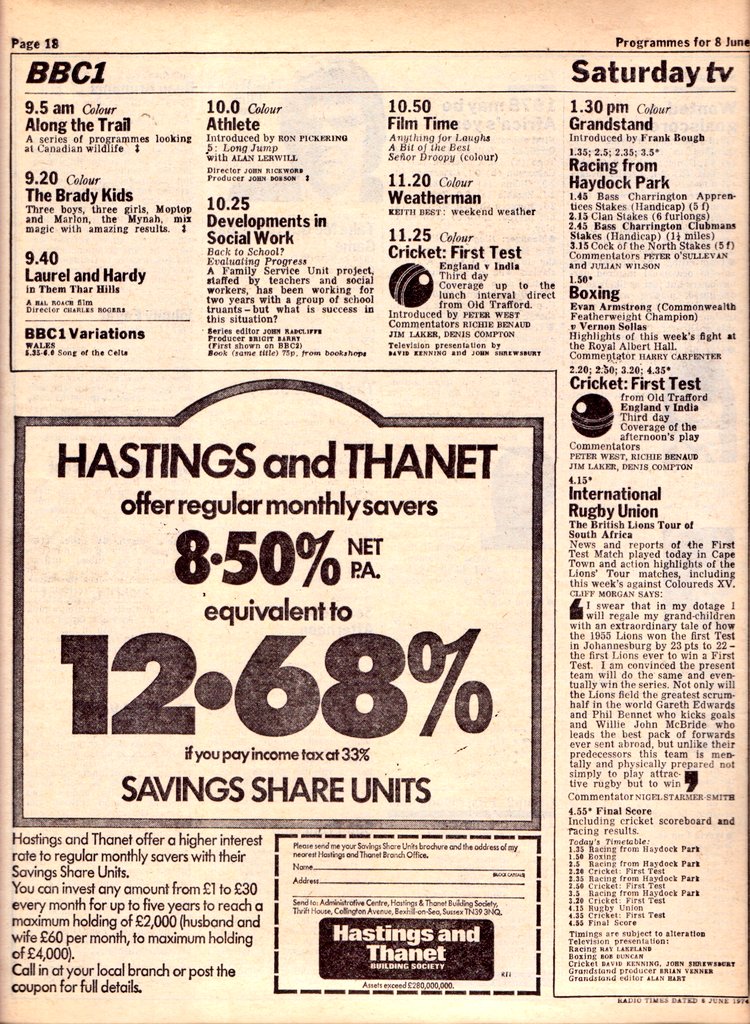 Page 18
Programmes for 8 June
BBC1
Saturday tv
9.5 am Colour
Along the Trail
A series of programmes looking
at Canadian wildlife ‡
9.20 Colour
The Brady Kids
Three boys, three girls, Moptop
and Marlon, the Mynah, mix
magic with amazing results. ‡
9.40
Laurel and Hardy
in Them Thar Hills
A HAL ROACH film
Director CHARLES ROGERS
BBC1 Variations
WALES
5.35-6.0 Song of the Celts
10.0 Colour
Athlete
Introduced by RON PICKERING
5: Long Jump
with ALAN LERWILL
Director JOHN RICKWORD
Producer JOHN DOBSON ‡
10.25
Developments in
Social Work
Back to School?
Evaluating Progress
A Family Service Unit project,
staffed by teachers and social
workers, has been working for
two years with a group of school
truants – but what is success in
this situation?
Series editor JOHN RADCLIFFE
Producer BRIGIT BARRY
(First shown on BBC2)
Book (same title) 75p, from bookshops
10.50
Film Time
Anything for Laughs
A Bit of the Best
Señor Droopy (colour)
11.20 Colour
Weatherman
KEITH BEST: weekend weather
11.25 Colour
Cricket: First Test
England v India
Third day
Coverage up to the
lunch interval direct
from Old Trafford.
Introduced by PETER WEST
Commentators RICHIE BENAUD
JIM LAKER, DENIS COMPTON
Television presentation by
DAVID KENNING and JOHN SHREWSBURY
1.30 pm Colour
Grandstand
Introduced by Frank Bough
1.35; 2.5; 2.35; 3.5*
Racing from
Haydock Park
1.45 Bass Charrington Appren-
tices Stakes (Handicap) (5 f)
2.15 Clan Stakes (6 furlongs)
2.45 Bass Charrington Clubmans
Stakes (Handicap) (1½ miles)
3.15 Cock of the North Stakes (5 f)
Commentators PETER O'SULLEVAN
and JULIAN WILSON
1.50*
Boxing
Evan Armstrong (Commonwealth
Featherweight Champion)
v Vernon Sollas
Highlights of this week's fight at
the Royal Albert Hall.
Commentator HARRY CARPENTER
2.20; 2.50; 3.20; 4.35*
Cricket: First Test
from Old Trafford
England v India
Third day
Coverage of the
afternoon's play
Commentators
PETER WEST, RICHIE BENAUD
JIM LAKER, DENIS COMPTON
4.15*
International
Rugby Union
The British Lions Tour of
South Africa
News and reports of the First
Test Match played today in Cape
Town and action highlights of the
Lions' Tour matches, including
this week's against Coloureds XV.
CLIFF MORGAN SAYS:
❛ I swear that in my dotage I
will regale my grand-children
with an extraordinary tale of how
the 1955 Lions won the first Test
in Johannesburg by 23 pts to 22 –
the first Lions ever to win a First
Test. I am convinced the present
team will do the same and even-
tually win the series. Not only will
the Lions field the greatest scrum-
half in the world Gareth Edwards
and Phil Bennet who kicks goals
and Willie John McBride who
leads the best pack of forwards
ever sent abroad, but unlike their
predecessors this team is men-
tally and physically prepared not
simply to play attrac-
tive rugby but to win ❜
Commentator NIGEL STARMER-SMITH
4.55* Final Score
Including cricket scoreboard and
racing results.
Today's Timetable:
1.35 Racing from Haydock Park
1.50 Boxing
2.5 Racing from Haydock Park
2.20 Cricket: First Test
2.35 Racing from Haydock Park
2.50 Cricket: First Test
3.5 Racing from Haydock Park
3.20 Cricket: First Test
4.15 Rugby Union
4.35 Cricket: First Test
4.55 Final Score
Timings are subject to alteration
Television presentation:
Racing RAY LAKELAND
Boxing BOB DUNCAN
Cricket DAVID KENNING, JOHN SHREWSBURY
Grandstand producer BRIAN VENNER
Grandstand editor ALAN HART
HASTINGS and THANET
offer regular monthly savers
8·50% NET P.A.
equivalent to
12·68%
if you pay income tax at 33%
SAVINGS SHARE UNITS
Hastings and Thanet offer a higher interest
rate to regular monthly savers with their
Savings Share Units.
You can invest any amount from £1 to £30
every month for up to five years to reach a
maximum holding of £2,000 (husband and
wife £60 per month, to maximum holding
of £4,000).
Call in at your local branch or post the
coupon for full details.
Please send me your Savings Share Units brochure and the address of my
nearest Hastings and Thanet Branch Office.
Name
BLOCK CAPITALS
Address
Send to: Administrative Centre, Hastings & Thanet Building Society,
Thrift House, Collington Avenue, Bexhill-on-Sea, Sussex TN39 3NQ.
Hastings and
Thanet
BUILDING SOCIETY
Assets exceed £280,000,000.
RADIO TIMES DATED 6 JUNE 1974